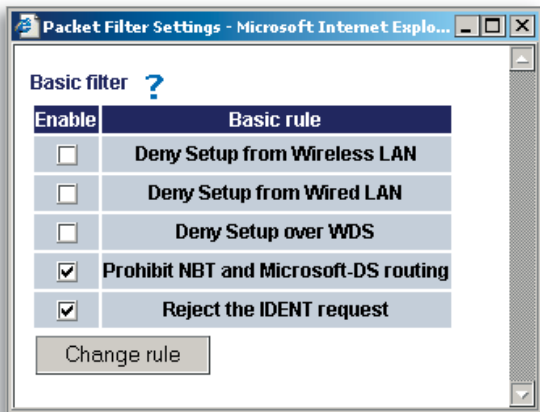 Packet Filter Settings - Microsoft Internet Explo...
Basic filter ?
Enable Basic rule
Deny Setup from Wireless LAN
Deny Setup from Wired LAN
Deny Setup over WDS
Prohibit NBT and Microsoft-DS routing
Reject the IDENT request
Change rule